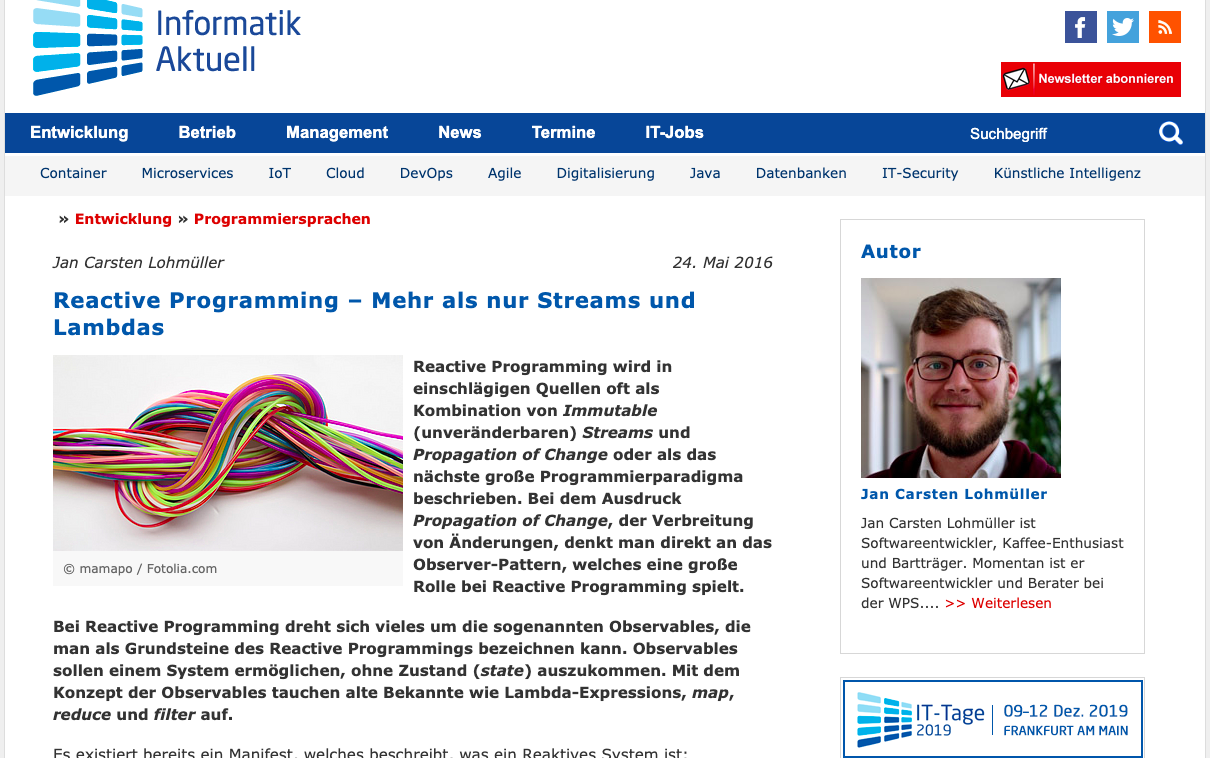 Informatik
Aktuell
Newsletter abonnieren
Entwicklung Betrieb Management News Termine IT-Jobs Suchbegriff
Container Microservices IoT Cloud DevOps Agile Digitalisierung Java Datenbanken IT-Security Künstliche Intelligenz
» Entwicklung » Programmiersprachen
Jan Carsten Lohmüller 24. Mai 2016
Reactive Programming – Mehr als nur Streams und
Lambdas
Reactive Programming wird in
einschlägigen Quellen oft als
Kombination von Immutable
(unveränderbaren) Streams und
Propagation of Change oder als das
nächste große Programmierparadigma
beschrieben. Bei dem Ausdruck
Propagation of Change, der Verbreitung
von Änderungen, denkt man direkt an das
Observer-Pattern, welches eine große
Rolle bei Reactive Programming spielt.
© mamapo / Fotolia.com
Bei Reactive Programming dreht sich vieles um die sogenannten Observables, die
man als Grundsteine des Reactive Programmings bezeichnen kann. Observables
sollen einem System ermöglichen, ohne Zustand (state) auszukommen. Mit dem
Konzept der Observables tauchen alte Bekannte wie Lambda-Expressions, map,
reduce und filter auf.
Es existiert bereits ein Manifest, welches beschreibt, was ein Reaktives System ist:
Autor
Jan Carsten Lohmüller
Jan Carsten Lohmüller ist
Softwareentwickler, Kaffee-Enthusiast
und Bartträger. Momentan ist er
Softwareentwickler und Berater bei
der WPS.... >> Weiterlesen
IT-Tage
2019
09-12 Dez. 2019
FRANKFURT AM MAIN